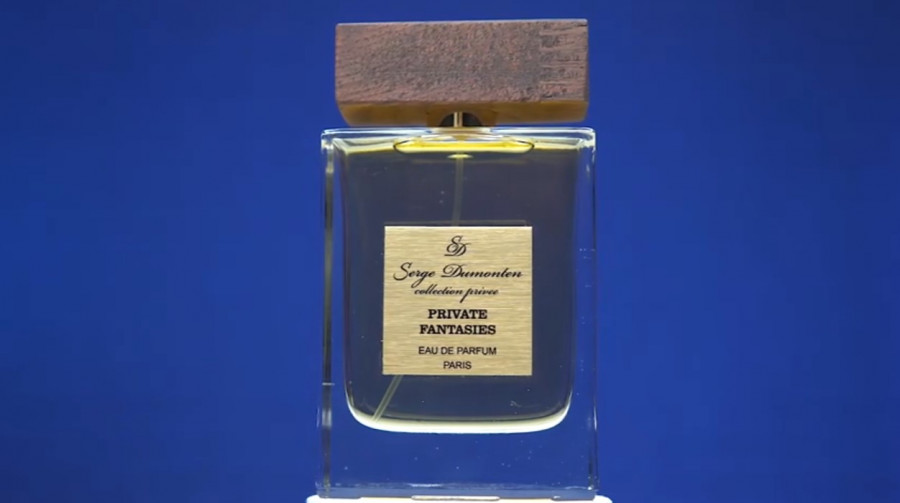 SD
Serge Dumonten
collection privee
PRIVATE
FANTASIES
EAU DE PARFUM
PARIS